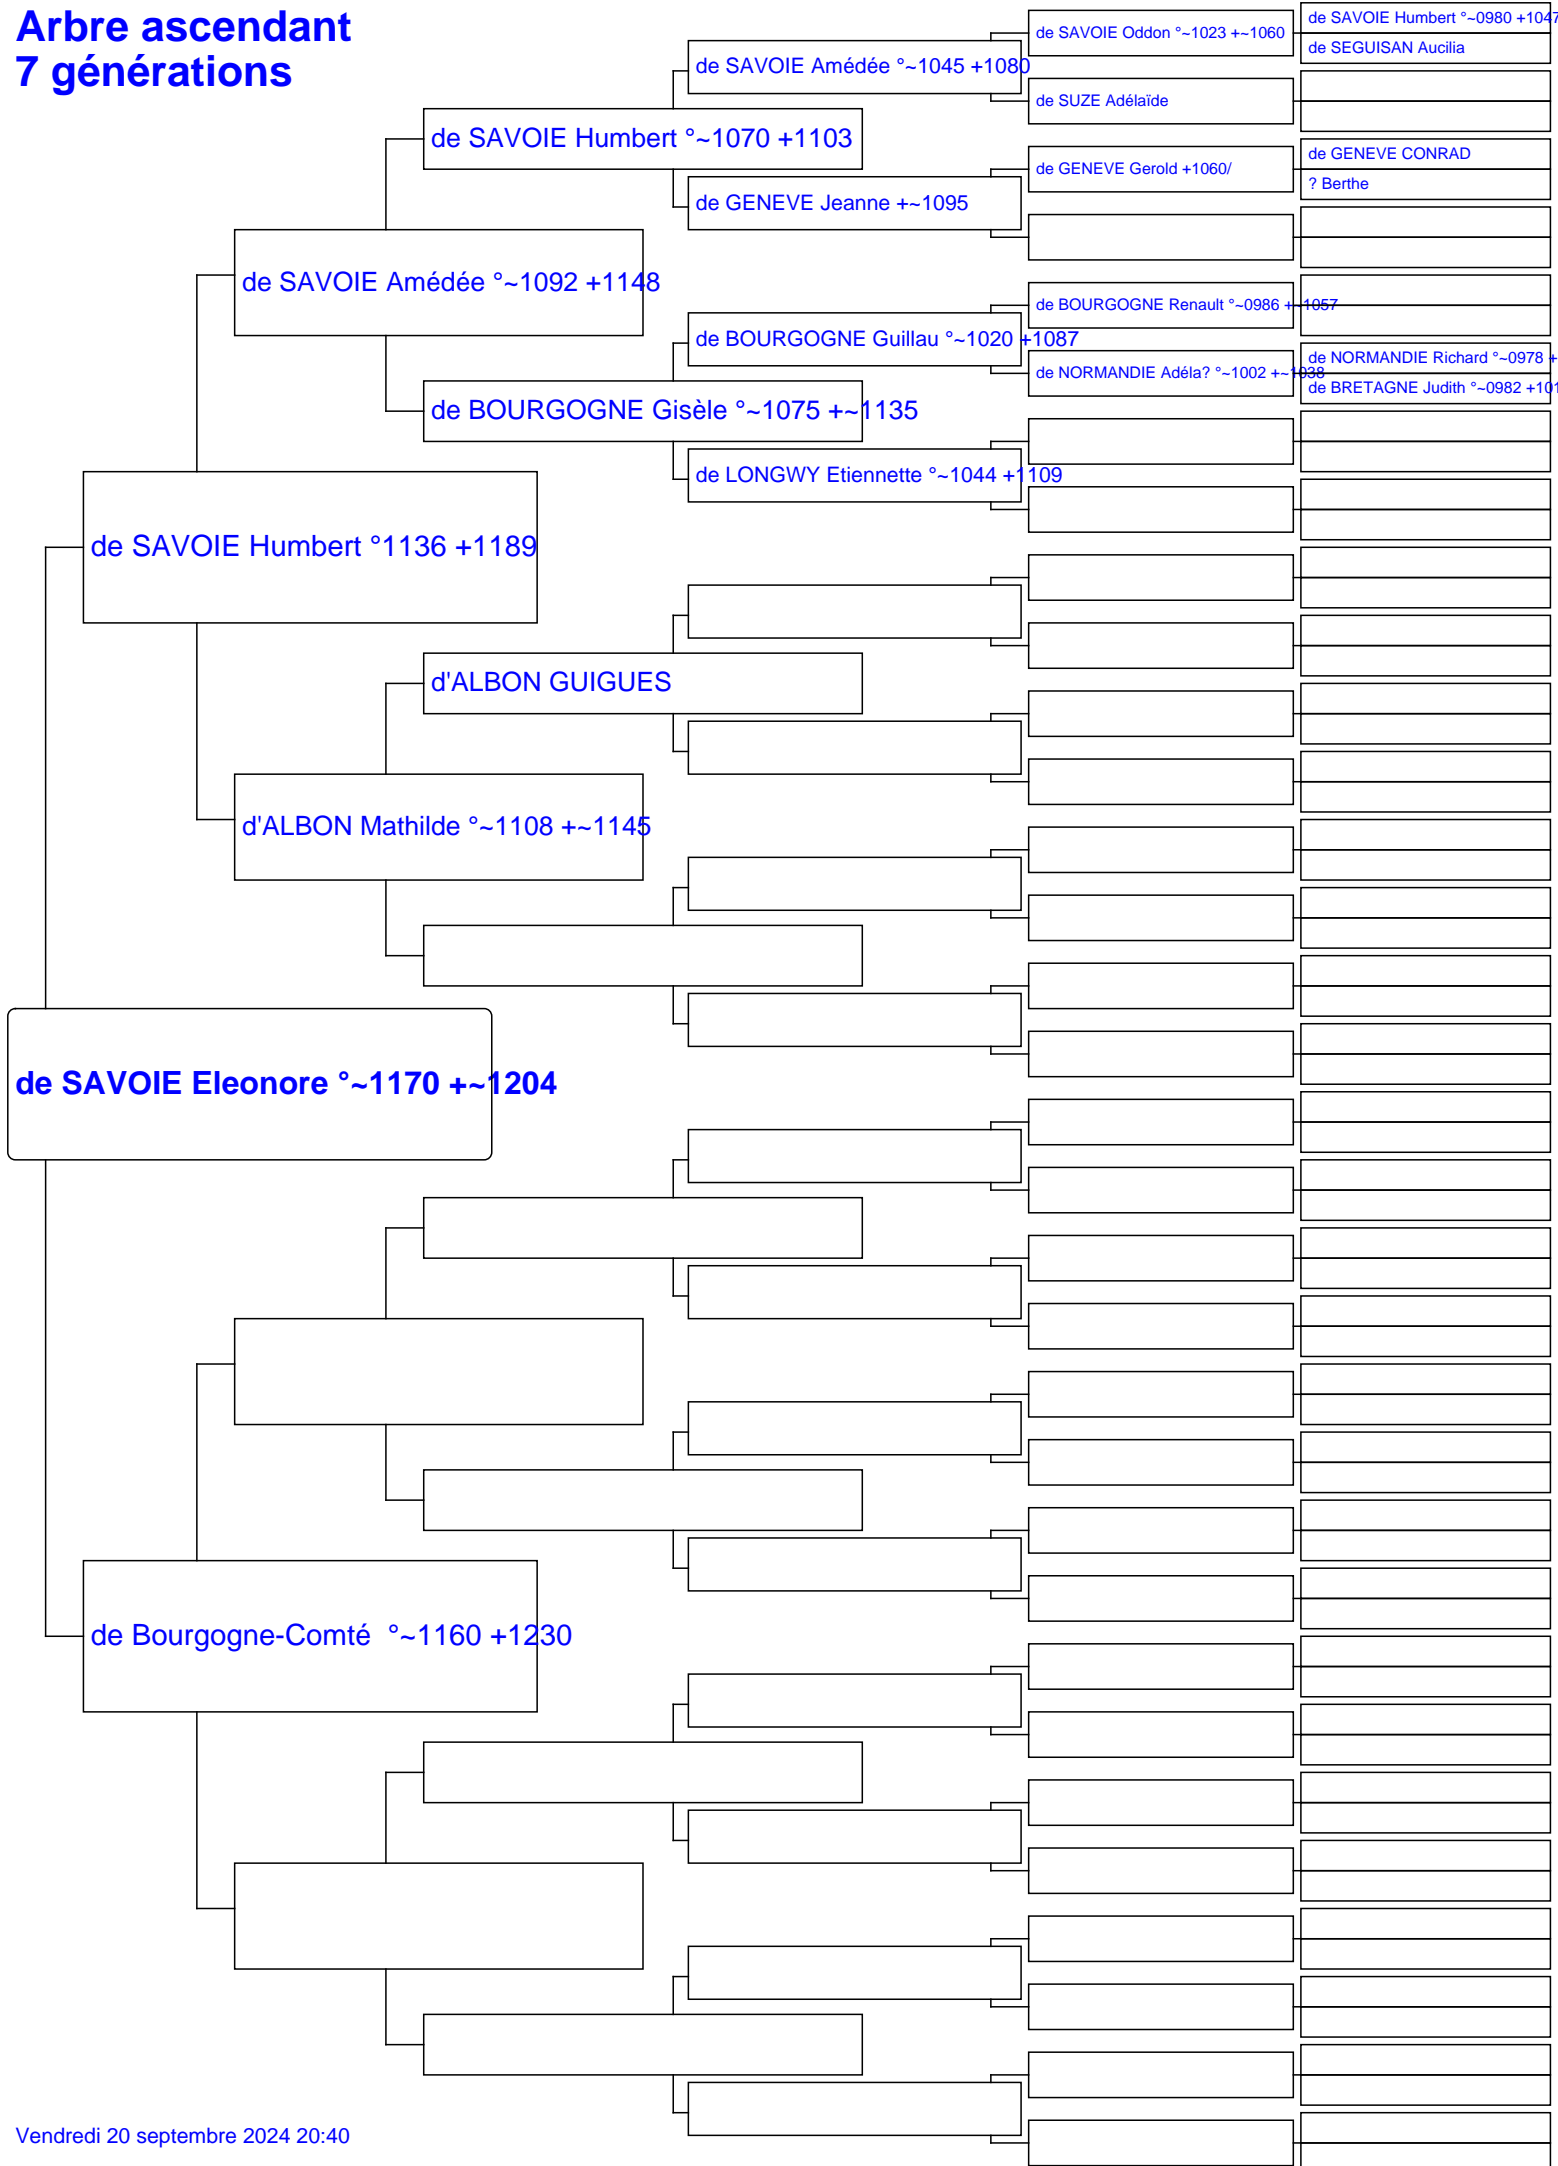 Arbre ascendant
7 générations
de SAVOIE Humbert °~0980 +1047
de SAVOIE Oddon °~1023 +~1060
de SEGUISAN Aucilia
de SAVOIE Amédée °~1045 +1080
de SUZE Adélaïde
de SAVOIE Humbert °~1070 +1103
de GENEVE CONRAD
de GENEVE Gerold +1060/
? Berthe
de GENEVE Jeanne +~1095
de SAVOIE Amédée °~1092 +1148
de BOURGOGNE Renault °~0986 +~1057
de BOURGOGNE Guillau °~1020 +1087
de NORMANDIE Richard °~0978 +
de NORMANDIE Adéla? °~1002 +~1038
de BRETAGNE Judith °~0982 +101
de BOURGOGNE Gisèle °~1075 +~1135
de LONGWY Etiennette °~1044 +1109
de SAVOIE Humbert °1136 +1189
d'ALBON GUIGUES
d'ALBON Mathilde °~1108 +~1145
de SAVOIE Eleonore °~1170 +~1204
de Bourgogne-Comté °~1160 +1230
Vendredi 20 septembre 2024 20:40